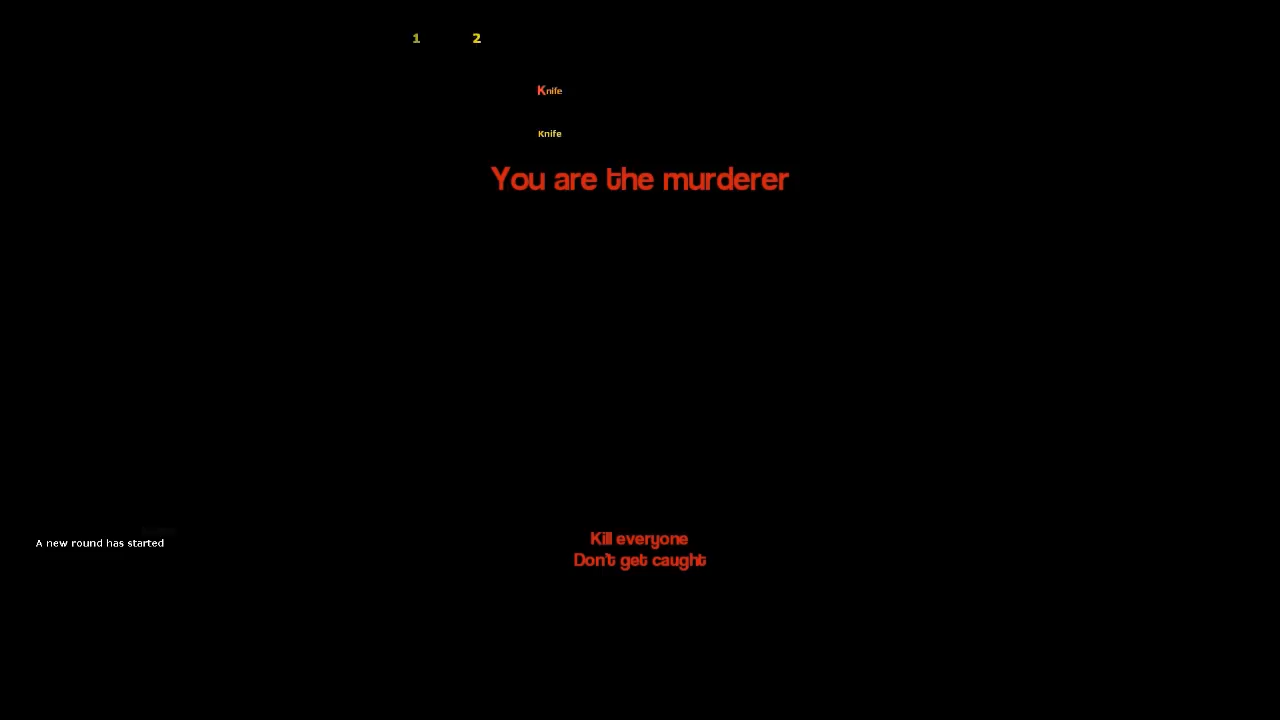 1 2
Knife
Knife
You are the murderer
A new round has started
Kill everyone
Don't get caught